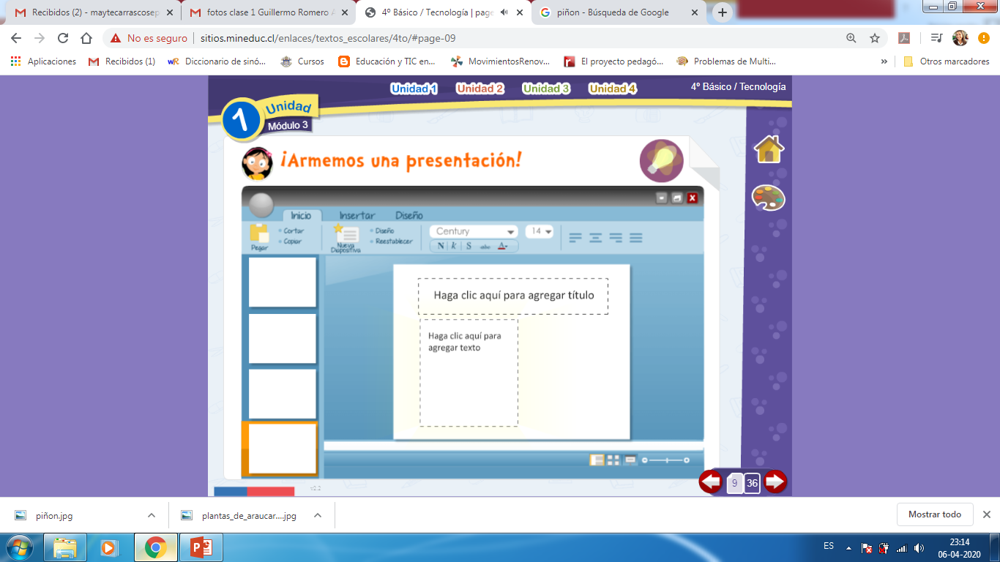 Recibidos (2) - maytecarrascosep
fotos clase 1 Guillermo Romero A
4º Básico / Tecnología | page
piñon - Búsqueda de Google
No es seguro
sitios.mineduc.cl/enlaces/textos_escolares/4to/#page-09
Aplicaciones
Recibidos (1)
Diccionario de sinó...
Cursos
Educación y TIC en...
MovimientosRenov...
El proyecto pedagó...
Problemas de Multi...
»
Otros marcadores
Unidad 1
Unidad 2
Unidad 3
Unidad 4
4º Básico / Tecnología
1
Unidad
Módulo 3
¡Armemos una presentación!
Inicio
Insertar
Diseño
Pegar
Cortar
Copiar
Nueva
Diapositiva
Diseño
Reestablecer
Century
14
N k S abc A
Haga clic aquí para agregar título
Haga clic aquí para
agregar texto
9
36
v2.2
piñon.jpg
plantas_de_araucar....jpg
Mostrar todo
ES
23:14
06-04-2020